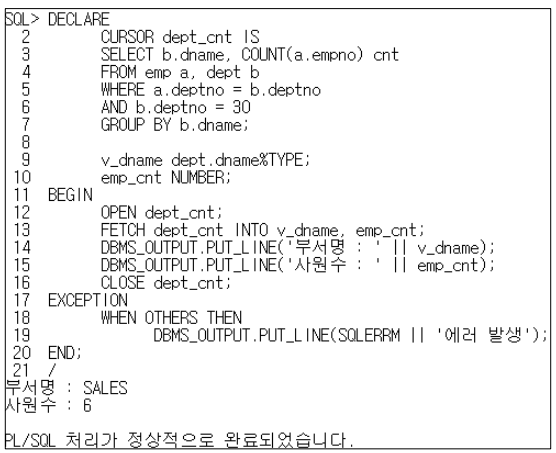 SQL> DECLARE
  2          CURSOR dept_cnt IS
  3          SELECT b.dname, COUNT(a.empno) cnt
  4          FROM emp a, dept b
  5          WHERE a.deptno = b.deptno
  6          AND b.deptno = 30
  7          GROUP BY b.dname;
  8
  9          v_dname dept.dname%TYPE;
 10          emp_cnt NUMBER;
 11  BEGIN
 12          OPEN dept_cnt;
 13          FETCH dept_cnt INTO v_dname, emp_cnt;
 14          DBMS_OUTPUT.PUT_LINE('부서명 : ' || v_dname);
 15          DBMS_OUTPUT.PUT_LINE('사원수 : ' || emp_cnt);
 16          CLOSE dept_cnt;
 17  EXCEPTION
 18          WHEN OTHERS THEN
 19                  DBMS_OUTPUT.PUT_LINE(SQLERRM || '에러 발생');
 20  END;
 21  /
부서명 : SALES
사원수 : 6
PL/SQL 처리가 정상적으로 완료되었습니다.